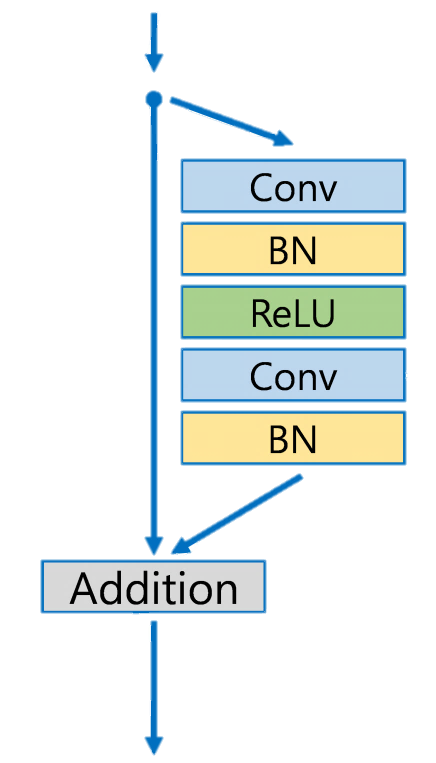 Conv
BN
ReLU
Conv
BN
Addition